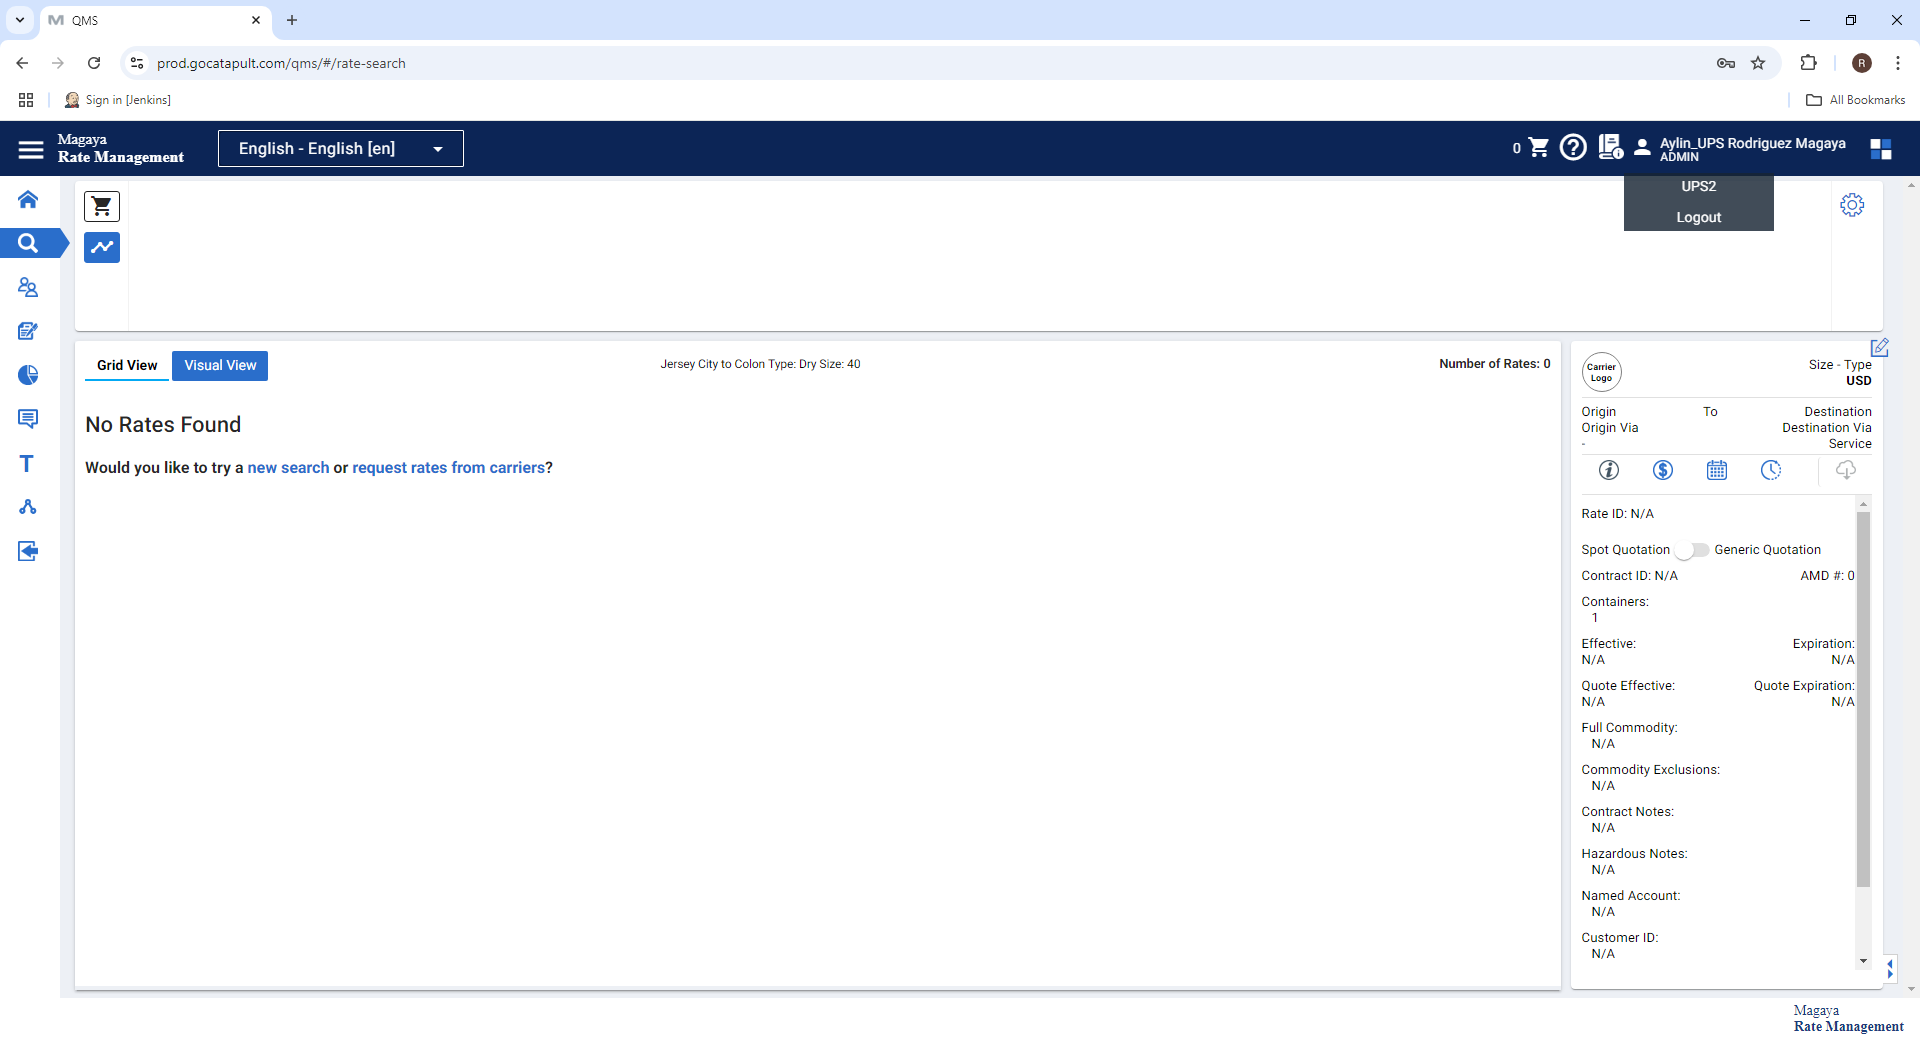 QMS
prod.gocatapult.com/qms/#/rate-search
R
Sign in [Jenkins]
All Bookmarks
Magaya
Rate Management
English - English [en]
0
Aylin_UPS Rodriguez Magaya
ADMIN
UPS2
Logout
Grid View
Visual View
Jersey City to Colon Type: Dry Size: 40
Number of Rates: 0
No Rates Found
Would you like to try a new search or request rates from carriers?
Carrier
Logo
Size - Type
USD
Origin To Destination
Origin Via Destination Via
- Service
Rate ID: N/A
Spot Quotation Generic Quotation
Contract ID: N/A AMD #: 0
Containers:
1
Effective: Expiration:
N/A N/A
Quote Effective: Quote Expiration:
N/A N/A
Full Commodity:
N/A
Commodity Exclusions:
N/A
Contract Notes:
N/A
Hazardous Notes:
N/A
Named Account:
N/A
Customer ID:
N/A
Magaya
Rate Management